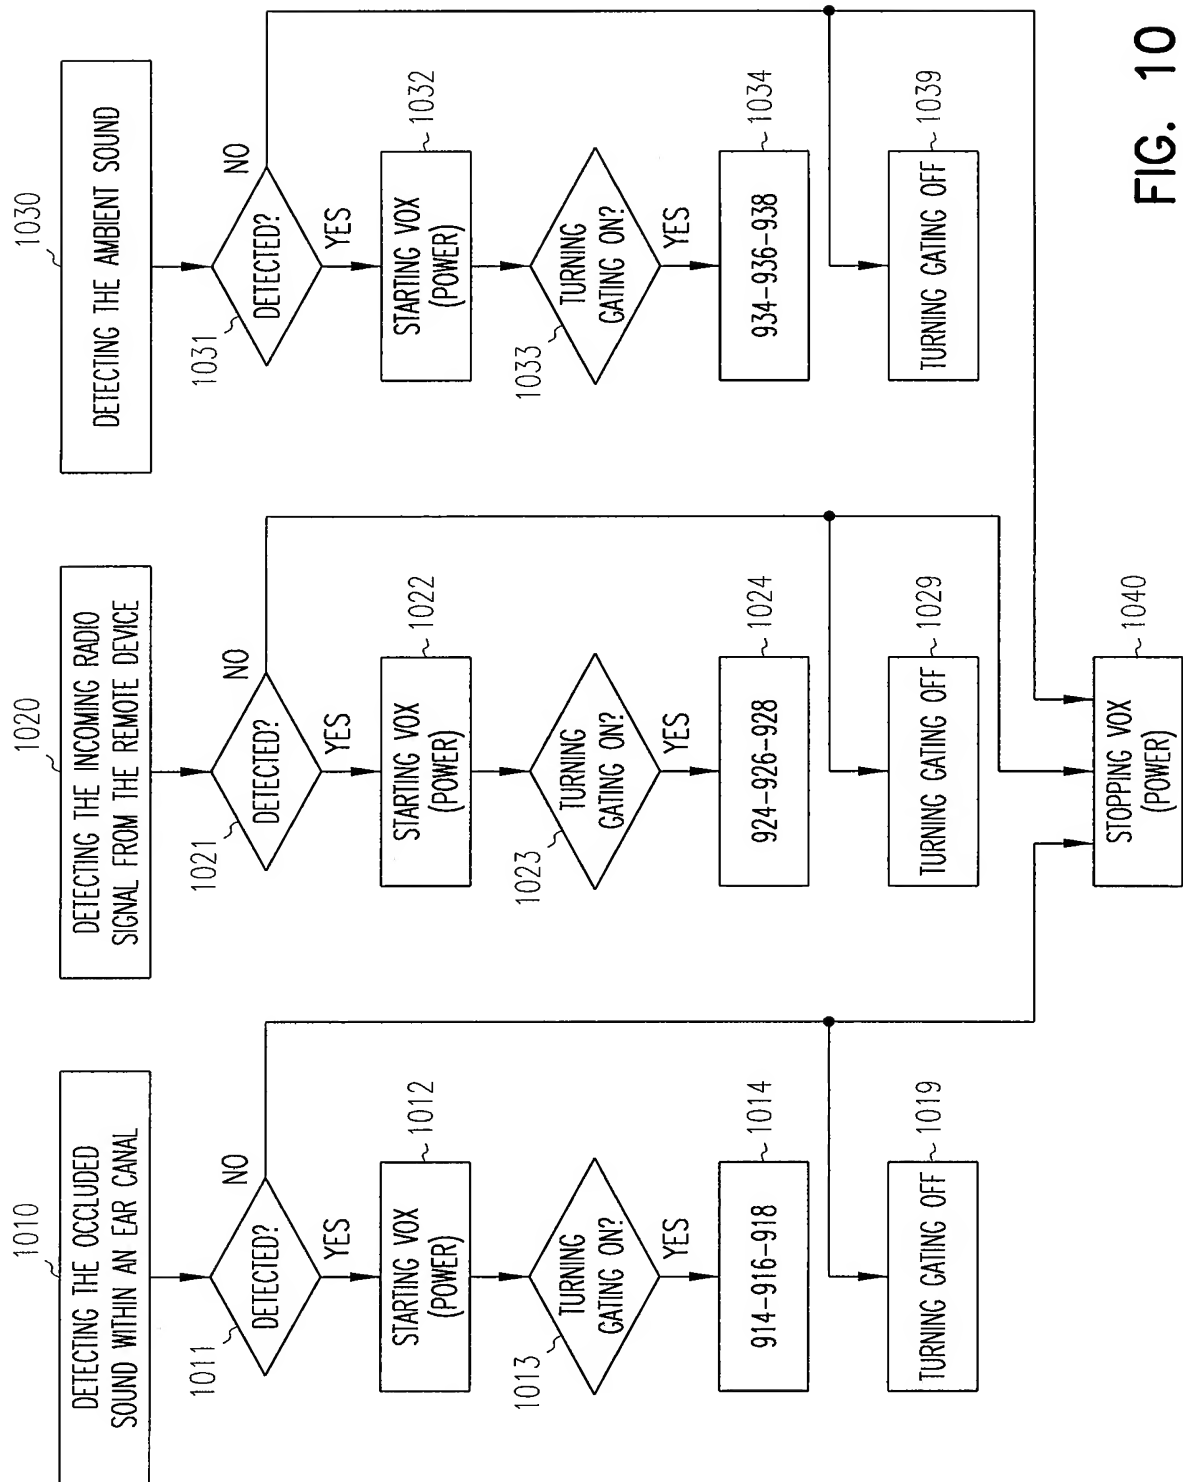 1010
DETECTING THE OCCLUDED
SOUND WITHIN AN EAR CANAL
1011
DETECTED?
NO
YES
STARTING VOX
(POWER)
1012
TURNING
GATING ON?
1013
YES
914-916-918
1014
TURNING GATING OFF
1019
1020
DETECTING THE INCOMING RADIO
SIGNAL FROM THE REMOTE DEVICE
1021
DETECTED?
NO
YES
STARTING VOX
(POWER)
1022
TURNING
GATING ON?
1023
YES
924-926-928
1024
TURNING GATING OFF
1029
1030
DETECTING THE AMBIENT SOUND
1031
DETECTED?
NO
YES
STARTING VOX
(POWER)
1032
TURNING
GATING ON?
1033
YES
934-936-938
1034
TURNING GATING OFF
1039
STOPPING VOX
(POWER)
1040
FIG. 10